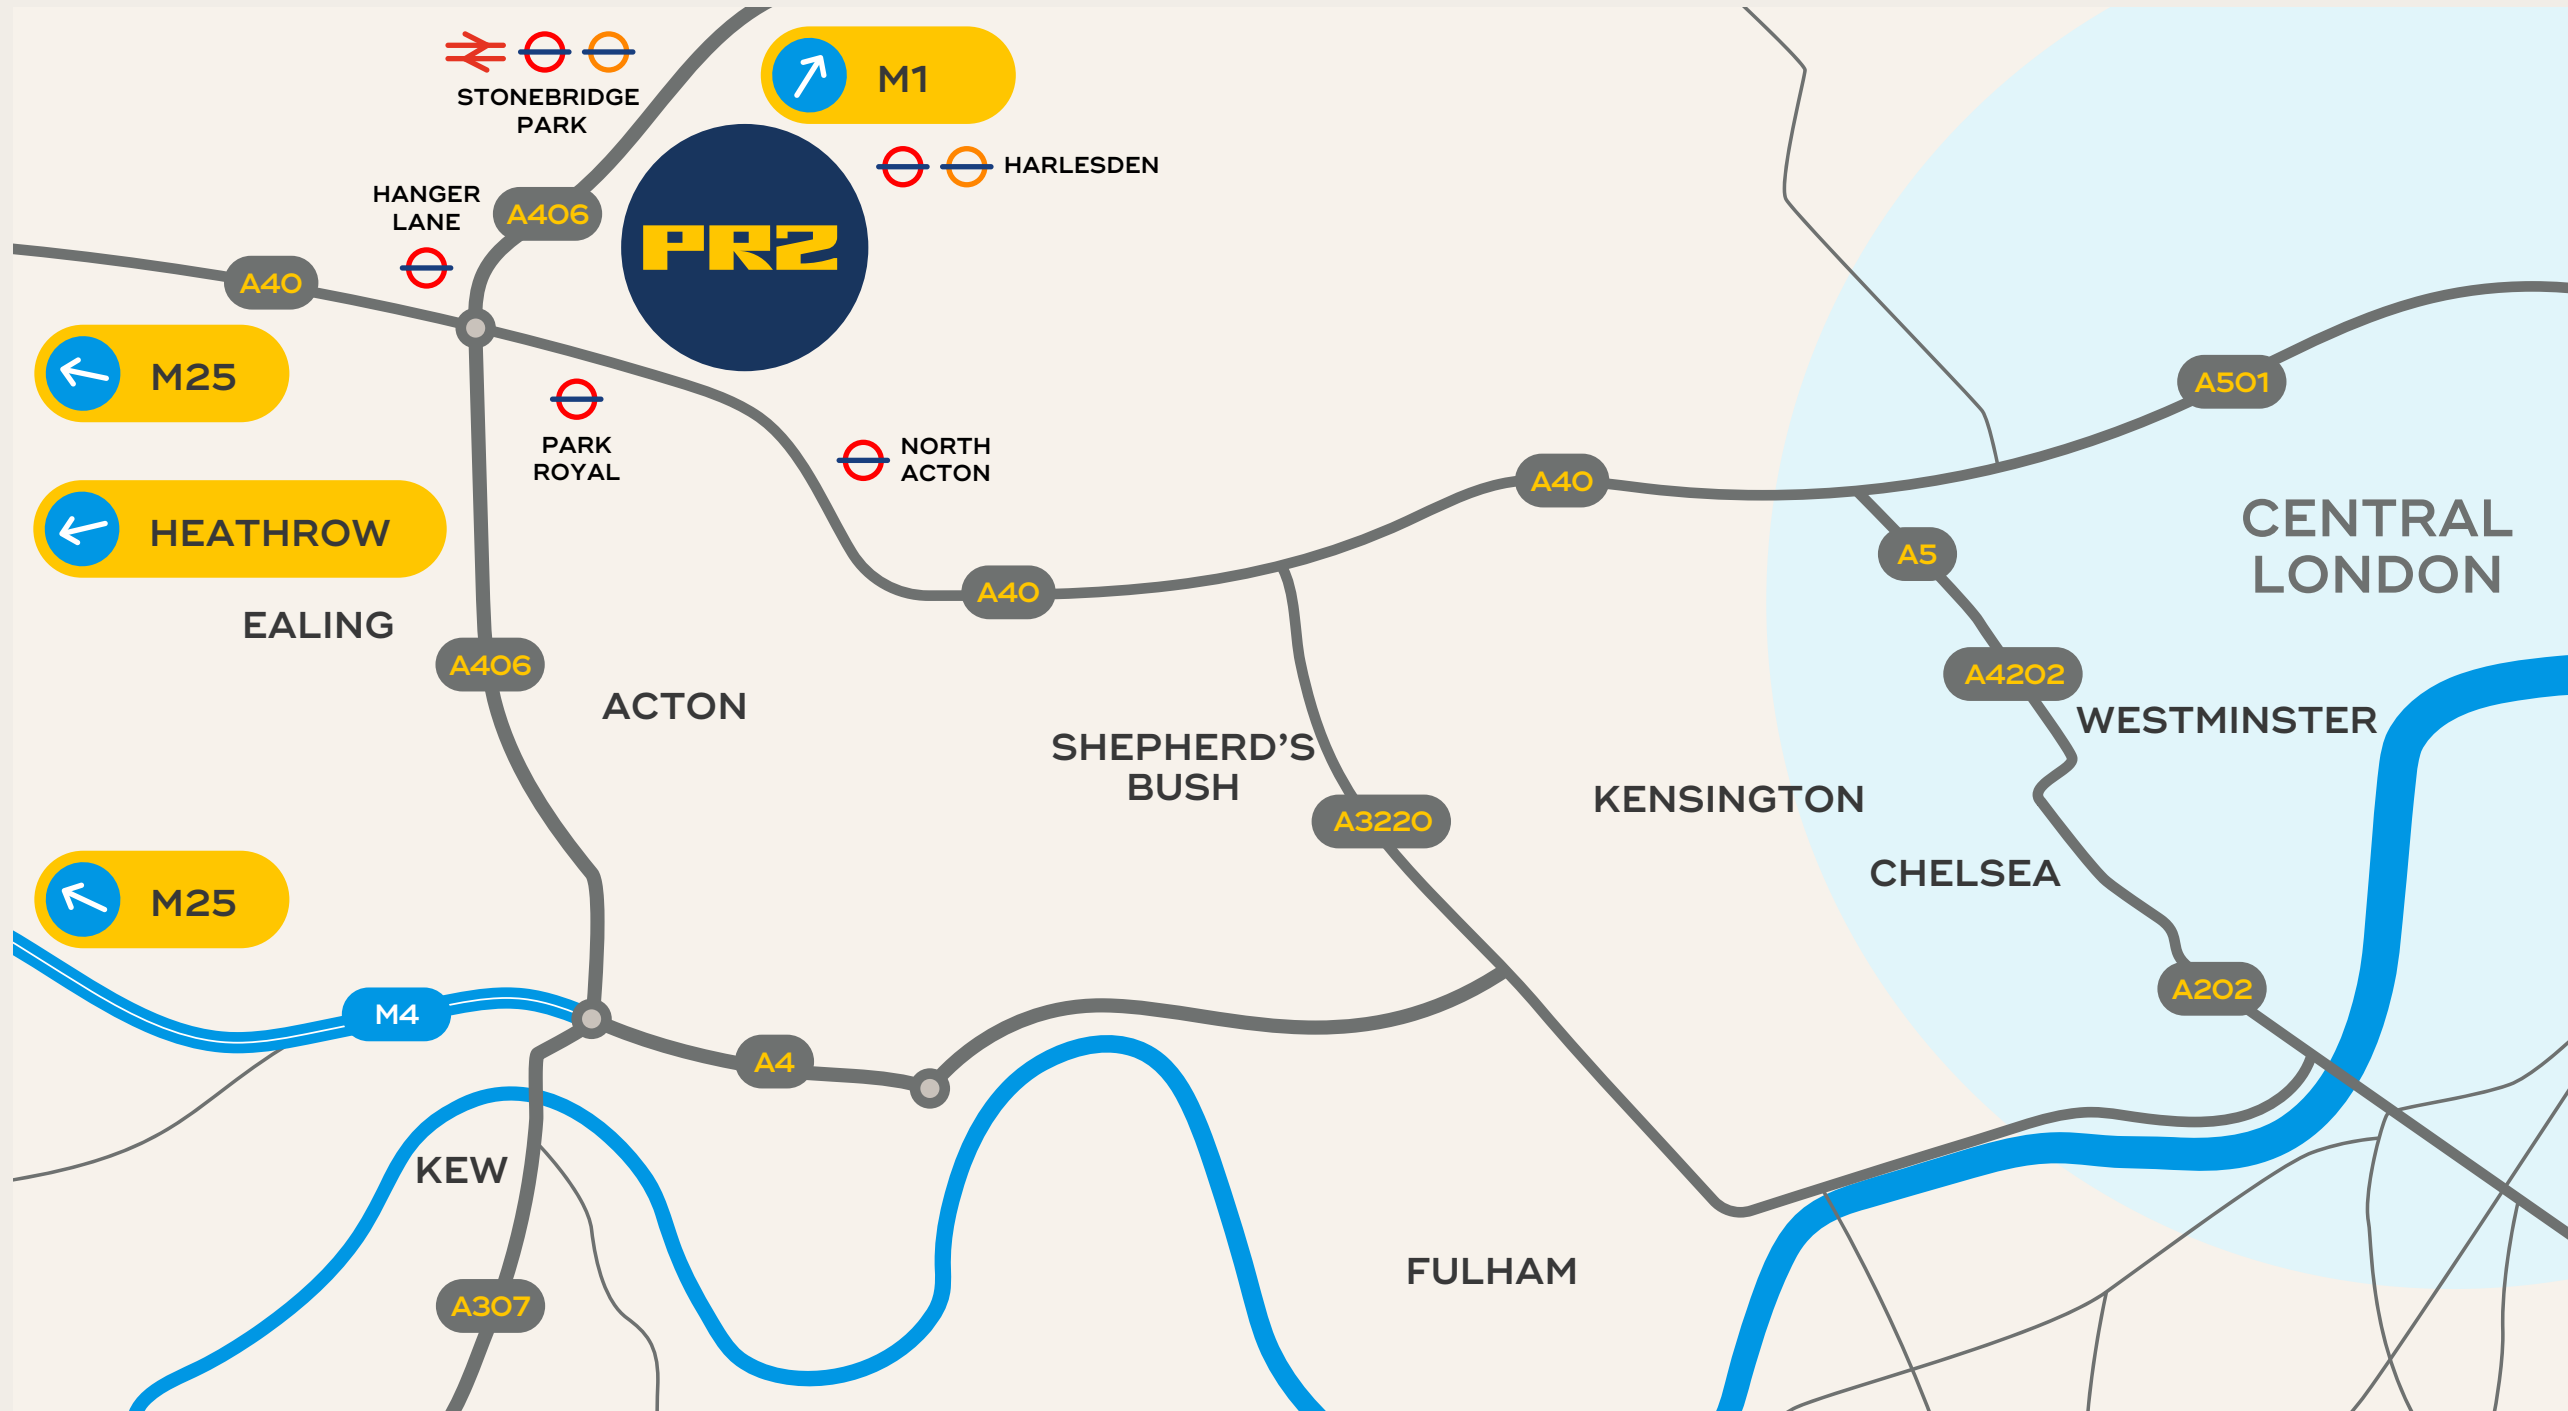 STONEBRIDGE
PARK
M1
HARLESDEN
HANGER
LANE
A406
PR2
A40
M25
A501
PARK
ROYAL
NORTH
ACTON
A40
HEATHROW
CENTRAL
LONDON
A5
A40
EALING
A406
A4202
ACTON
WESTMINSTER
SHEPHERD’S
BUSH
KENSINGTON
A3220
CHELSEA
M25
A202
M4
A4
KEW
FULHAM
A307